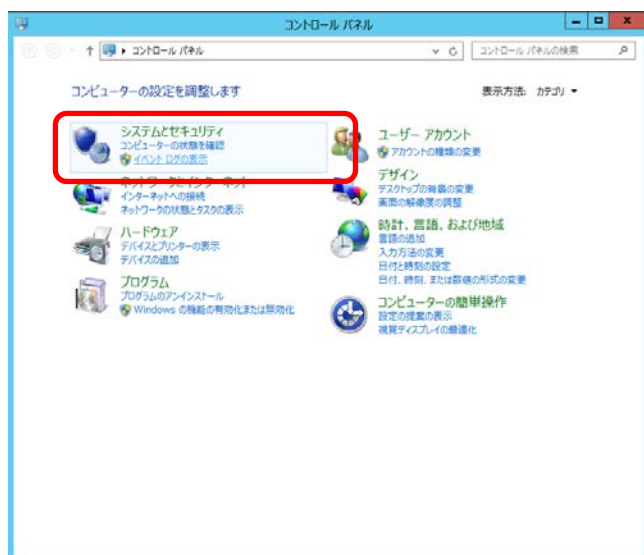 コントロール パネル
コントロール パネル
コントロール パネルの検索
コンピューターの設定を調整します
表示方法: カテゴリ
システムとセキュリティ
コンピューターの状態を確認
イベント ログの表示
ネットワークとインターネット
インターネットへの接続
ネットワークの状態とタスクの表示
ハードウェア
デバイスとプリンターの表示
デバイスの追加
プログラム
プログラムのアンインストール
Windows の機能の有効化または無効化
ユーザー アカウント
アカウントの種類の変更
デザイン
デスクトップの背景の変更
画面の解像度の調整
時計、言語、および地域
言語の追加
入力方法の変更
日付と時刻の設定
日付、時刻、または数値の形式の変更
コンピューターの簡単操作
設定の提案の表示
視覚ディスプレイの最適化